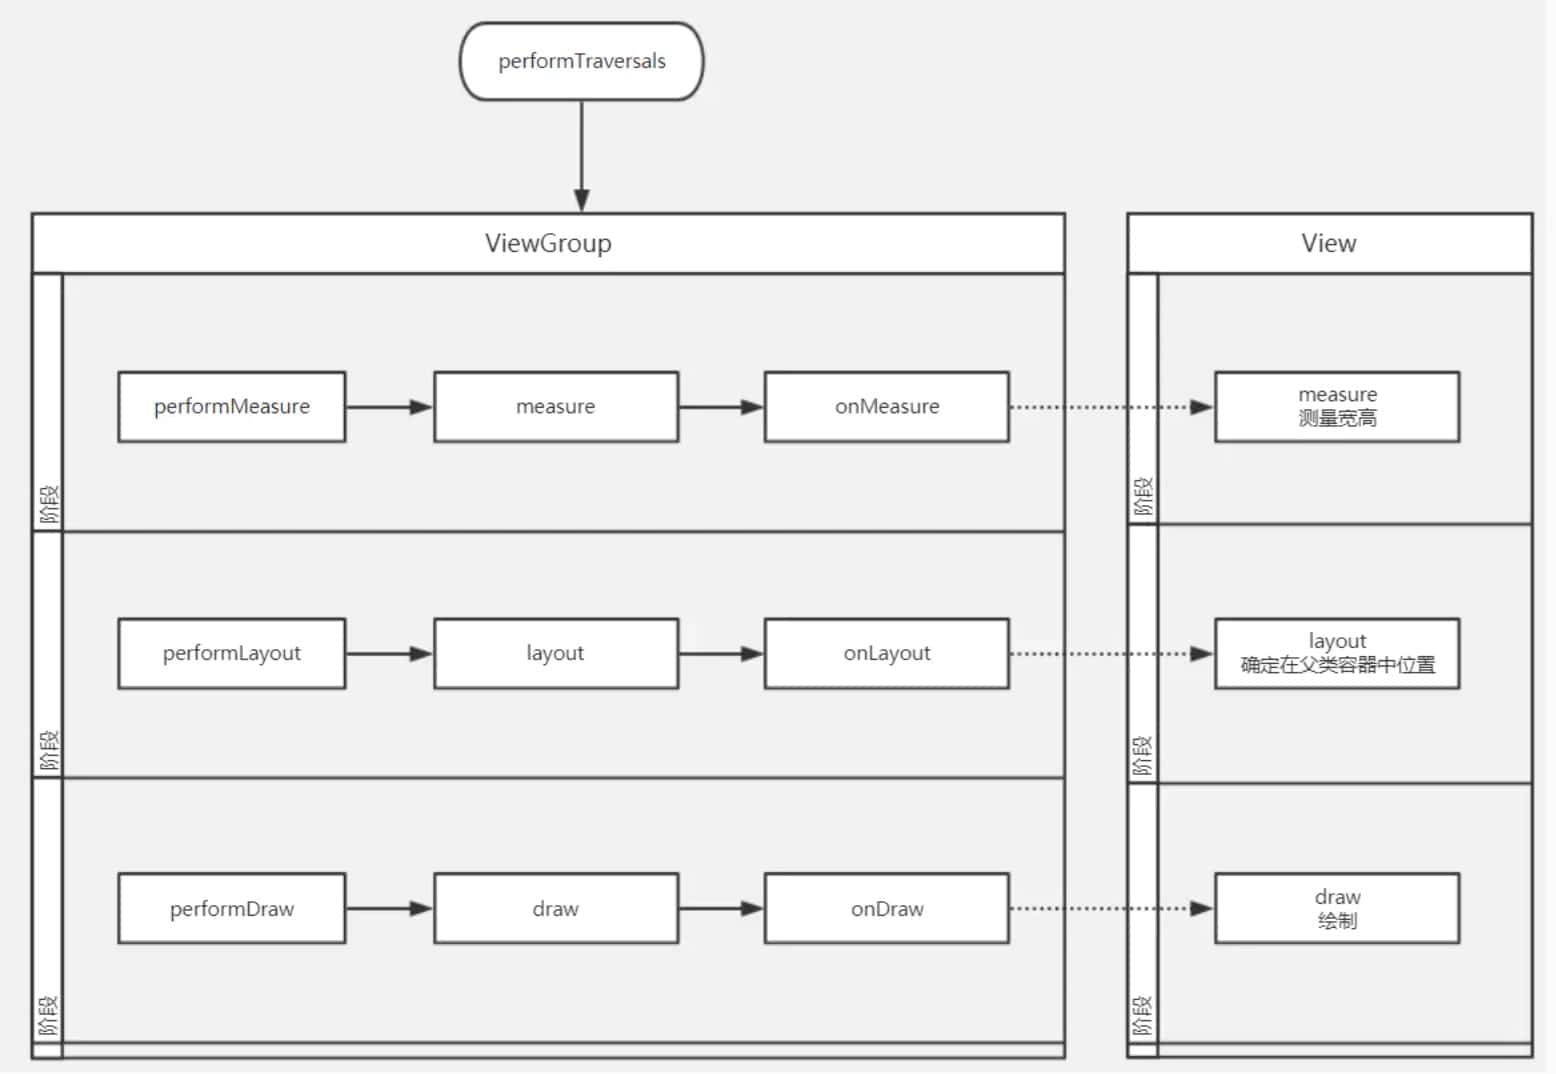 performTraversals
ViewGroup
View
performMeasure
measure
onMeasure
measure
测量宽高
阶段
阶段
performLayout
layout
onLayout
layout
确定在父类容器中位置
阶段
阶段
performDraw
draw
onDraw
draw
绘制
阶段
阶段